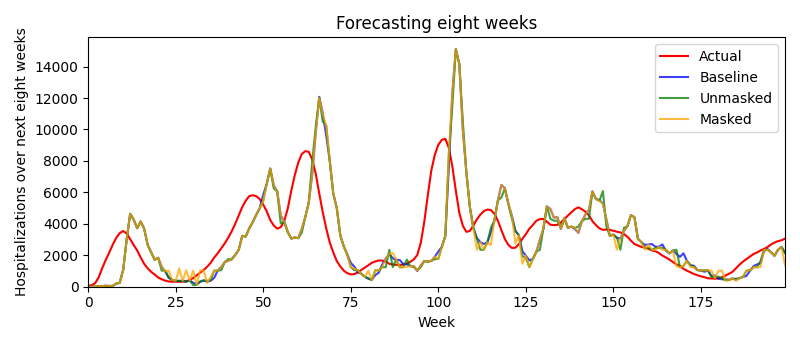 Forecasting eight weeks
Hospitalizations over next eight weeks
14000
12000
10000
8000
6000
4000
2000
0
0 25 50 75 100 125 150 175
Week
Actual
Baseline
Unmasked
Masked